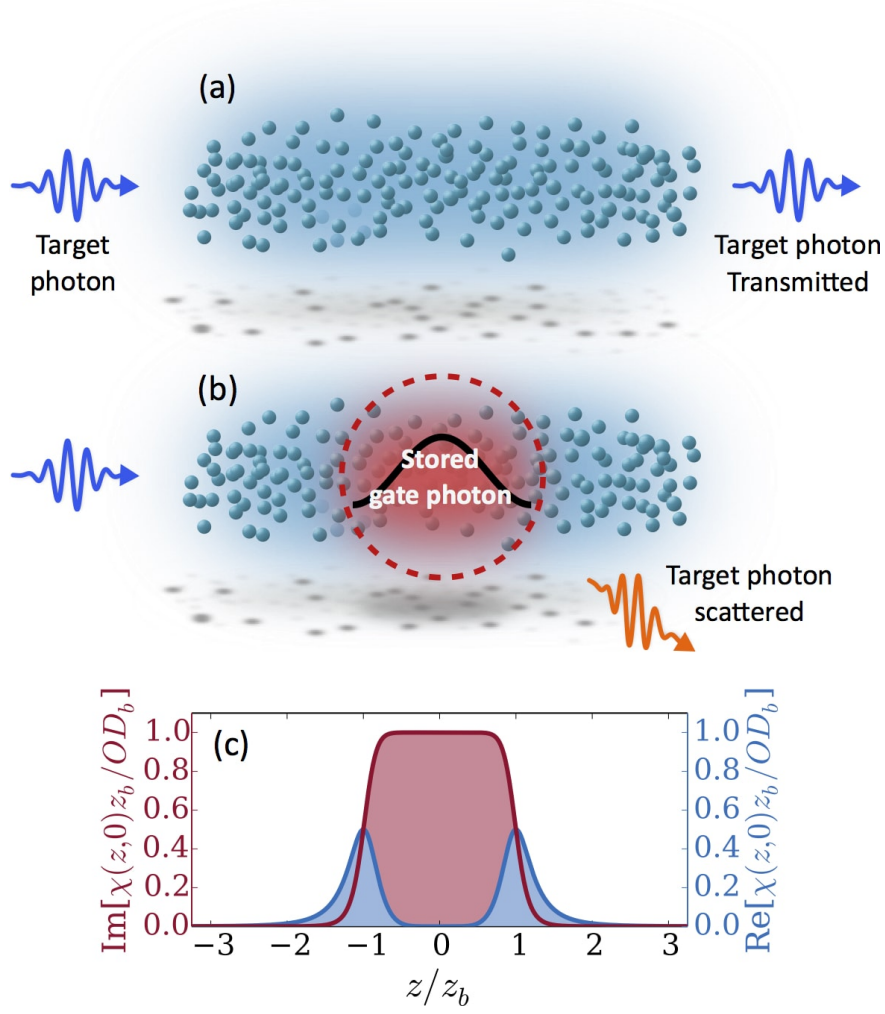 (a)
Target
photon
Target photon
Transmitted
(b)
Stored
gate photon
Target photon
scattered
(c)
Im[χ(z,0)z_b/OD_b]
1.0
0.8
0.6
0.4
0.2
0.0
1.0
0.8
0.6
0.4
0.2
0.0
Re[χ(z,0)z_b/OD_b]
−3 −2 −1 0 1 2 3
z/z_b